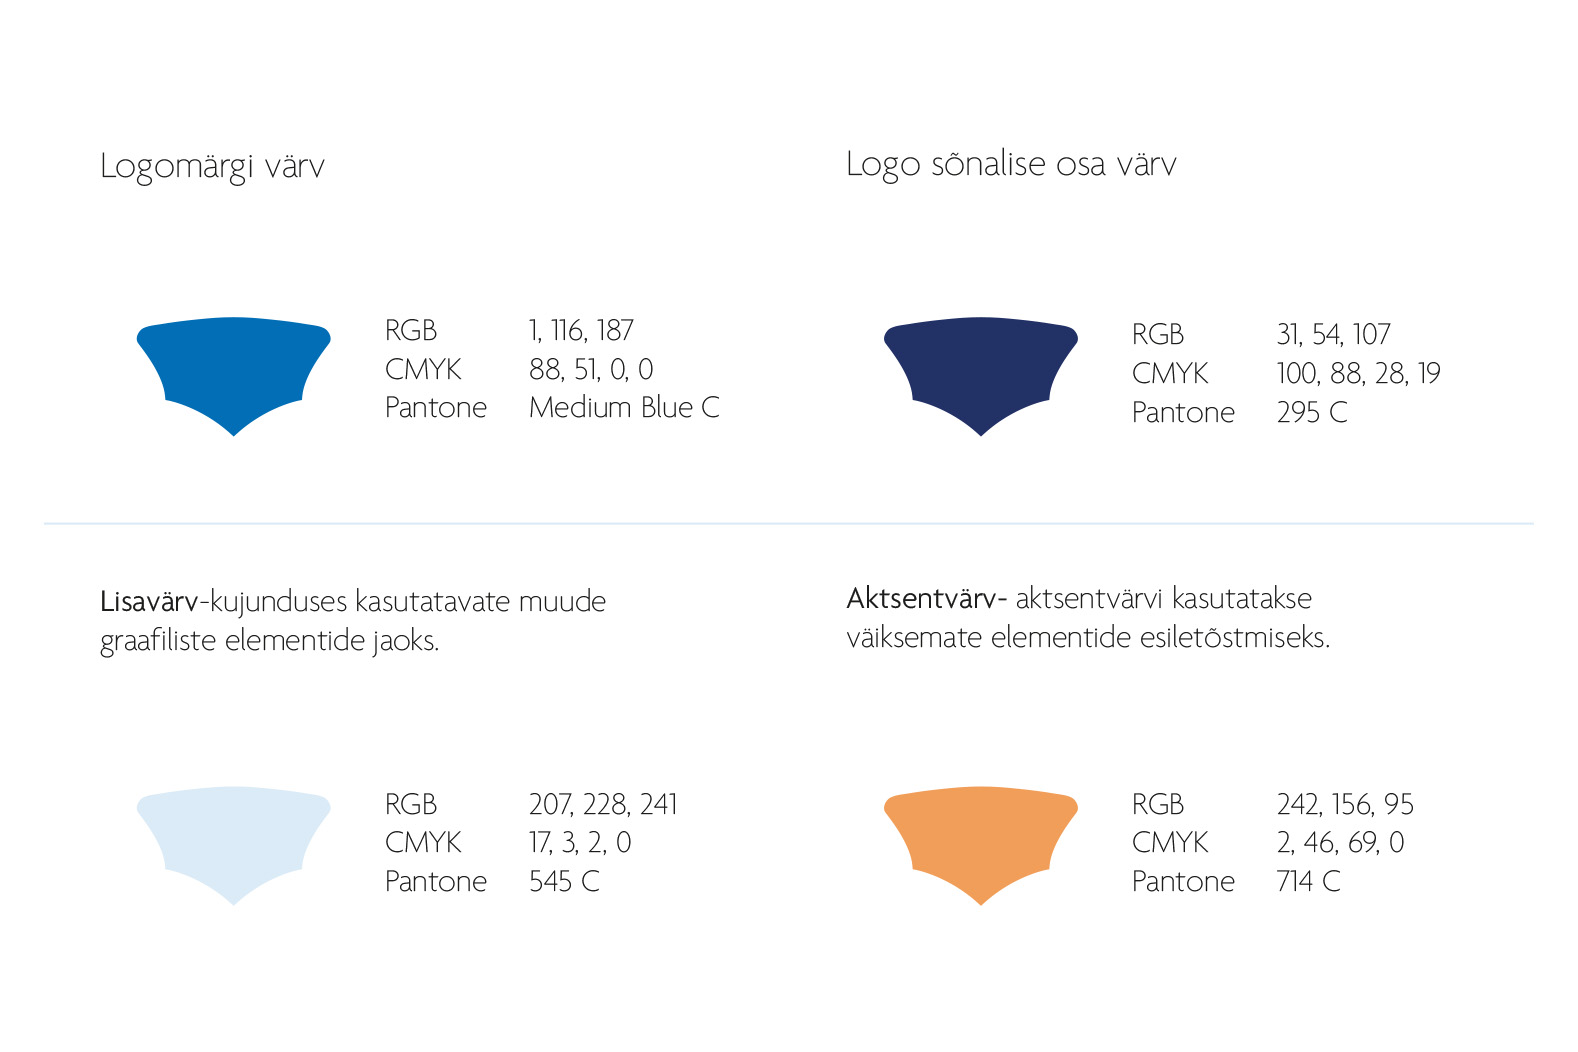 Logomärgi värv
Logo sõnalise osa värv
RGB 1, 116, 187
CMYK 88, 51, 0, 0
Pantone Medium Blue C
RGB 31, 54, 107
CMYK 100, 88, 28, 19
Pantone 295 C
Lisavärv-kujunduses kasutatavate muude
graafiliste elementide jaoks.
Aktsentvärv- aktsentvärvi kasutatakse
väiksemate elementide esiletõstmiseks.
RGB 207, 228, 241
CMYK 17, 3, 2, 0
Pantone 545 C
RGB 242, 156, 95
CMYK 2, 46, 69, 0
Pantone 714 C